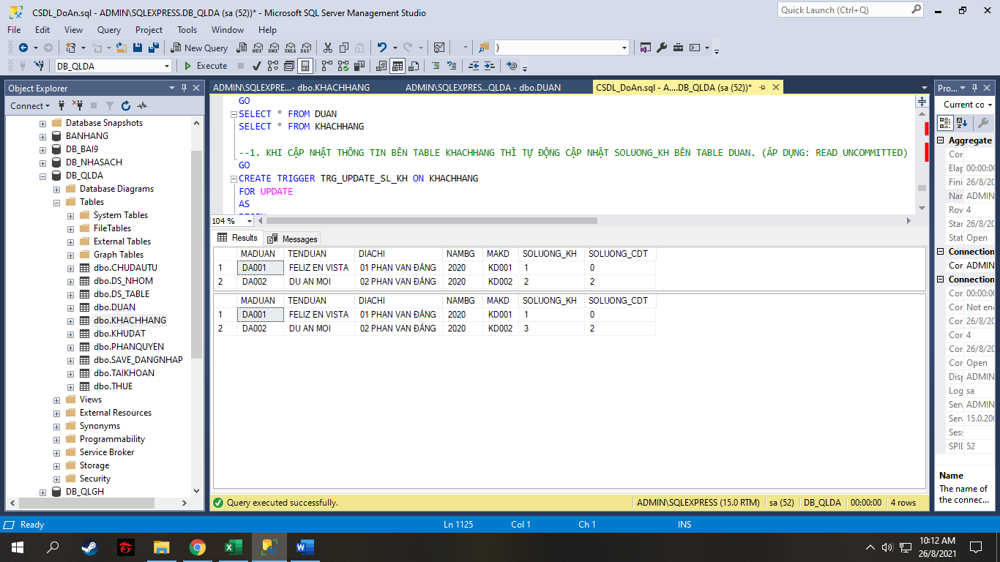 CSDL_DoAn.sql - ADMIN\SQLEXPRESS.DB_QLDA (sa (52))* - Microsoft SQL Server Management Studio
Quick Launch (Ctrl+Q)
File Edit View Query Project Tools Window Help
New Query MDX DMX XMLA DAX )
DB_QLDA Execute
Object Explorer
Connect
Database Snapshots
BANHANG
DB_BAI9
DB_NHASACH
DB_QLDA
Database Diagrams
Tables
System Tables
FileTables
External Tables
Graph Tables
dbo.CHUDAUTU
dbo.DS_NHOM
dbo.DS_TABLE
dbo.DUAN
dbo.KHACHHANG
dbo.KHUDAT
dbo.PHANQUYEN
dbo.SAVE_DANGNHAP
dbo.TAIKHOAN
dbo.THUE
Views
External Resources
Synonyms
Programmability
Service Broker
Storage
Security
DB_QLGH
ADMIN\SQLEXPRE...- dbo.KHACHHANG ADMIN\SQLEXPRES...QLDA - dbo.DUAN CSDL_DoAn.sql - A....DB_QLDA (sa (52))*
GO
SELECT * FROM DUAN
SELECT * FROM KHACHHANG
--1. KHI CẬP NHẬT THÔNG TIN BÊN TABLE KHACHHANG THÌ TỰ ĐỘNG CẬP NHẬT SOLUONG_KH BÊN TABLE DUAN. (ÁP DỤNG: READ UNCOMMITTED)
GO
CREATE TRIGGER TRG_UPDATE_SL_KH ON KHACHHANG
FOR UPDATE
AS
104 %
Results Messages
MADUAN TENDUAN DIACHI NAMBG MAKD SOLUONG_KH SOLUONG_CDT
1 DA001 FELIZ EN VISTA 01 PHAN VAN ĐÁNG 2020 KD001 1 0
2 DA002 DU AN MOI 02 PHAN VAN ĐÁNG 2020 KD002 2 2
MADUAN TENDUAN DIACHI NAMBG MAKD SOLUONG_KH SOLUONG_CDT
1 DA001 FELIZ EN VISTA 01 PHAN VAN ĐÁNG 2020 KD001 1 0
2 DA002 DU AN MOI 02 PHAN VAN ĐÁNG 2020 KD002 3 2
Query executed successfully.
ADMIN\SQLEXPRESS (15.0 RTM) sa (52) DB_QLDA 00:00:00 4 rows
Pro...
Current co
Aggregate
Cor
Elap 00:00:00
Fini 26/8/20
Nar ADMIN
Rov 4
Star 26/8/20
Stat Open
Connection
Cor ADMIN
Connection
Cor 00:00:00
Cor Not enc
Cor 26/8/20
Cor 4
Cor 26/8/20
Cor Open
Disp ADMIN
Log sa
Serv ADMIN
Serv 15.0.200
Sess
SPID 52
Name
The name of
the connec...
Ready Ln 1125 Col 1 Ch 1 INS
10:12 AM
26/8/2021